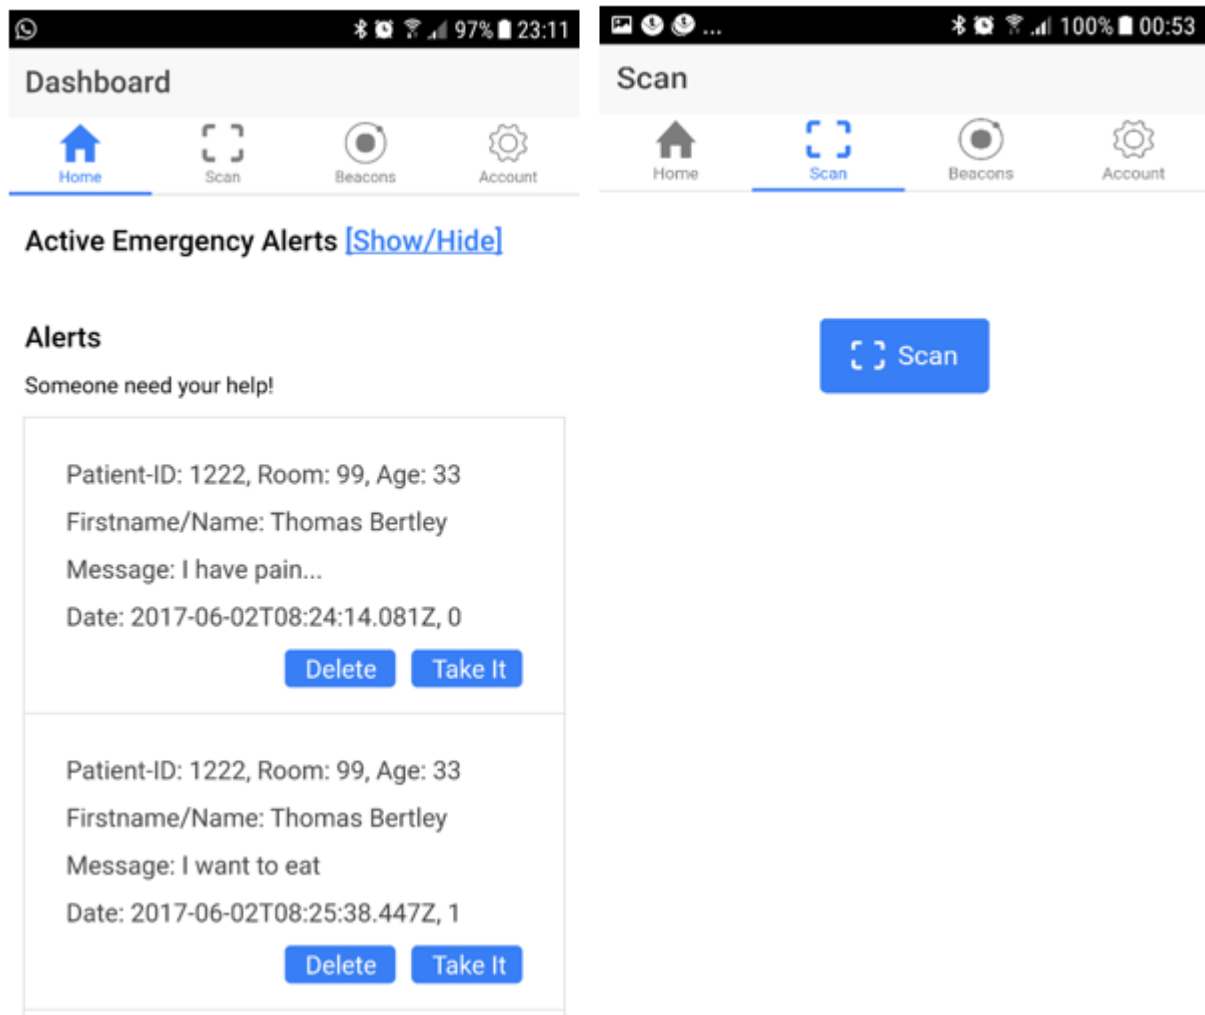 97% 23:11
Dashboard
Home Scan Beacons Account
Active Emergency Alerts [Show/Hide]
Alerts
Someone need your help!
Patient-ID: 1222, Room: 99, Age: 33
Firstname/Name: Thomas Bertley
Message: I have pain...
Date: 2017-06-02T08:24:14.081Z, 0
Delete Take It
Patient-ID: 1222, Room: 99, Age: 33
Firstname/Name: Thomas Bertley
Message: I want to eat
Date: 2017-06-02T08:25:38.447Z, 1
Delete Take It
... 100% 00:53
Scan
Home Scan Beacons Account
Scan